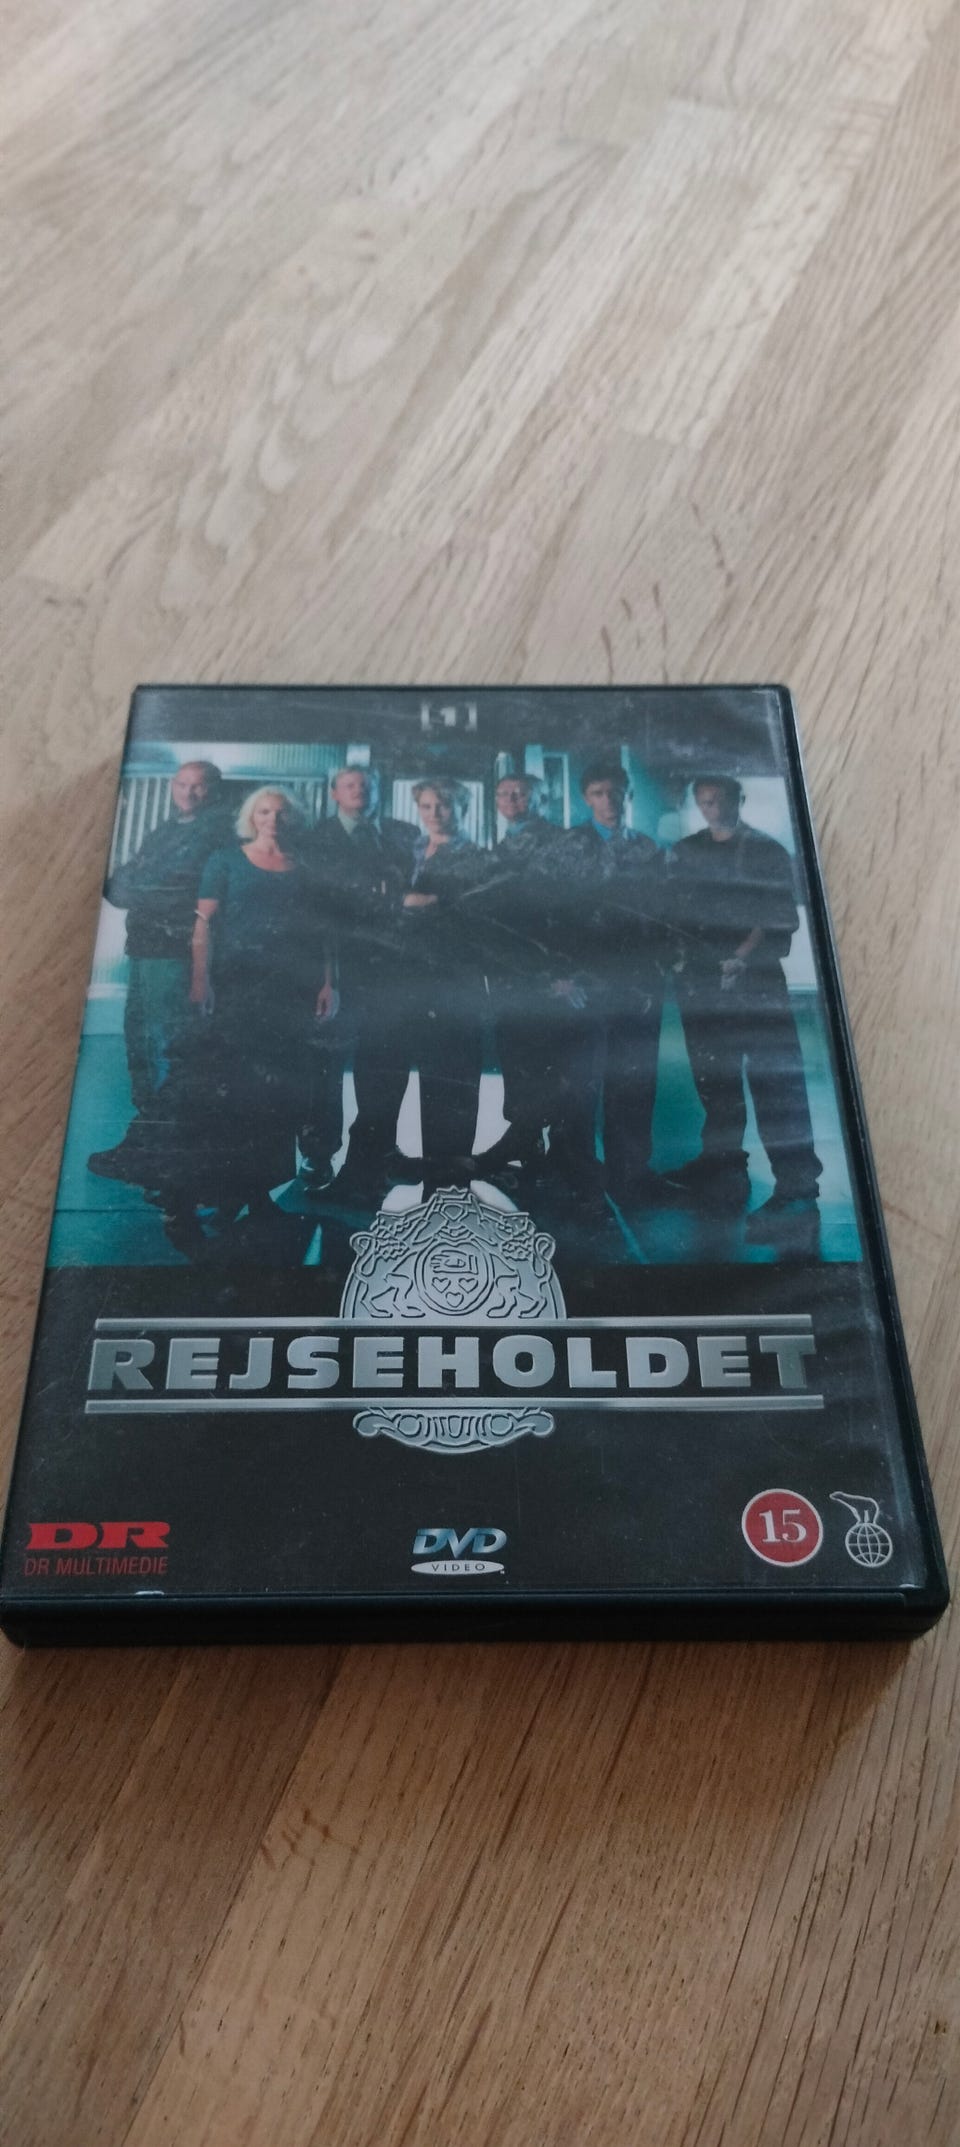 [1]
REJSEHOLDET
DR
DR MULTIMEDIE
DVD
VIDEO
15